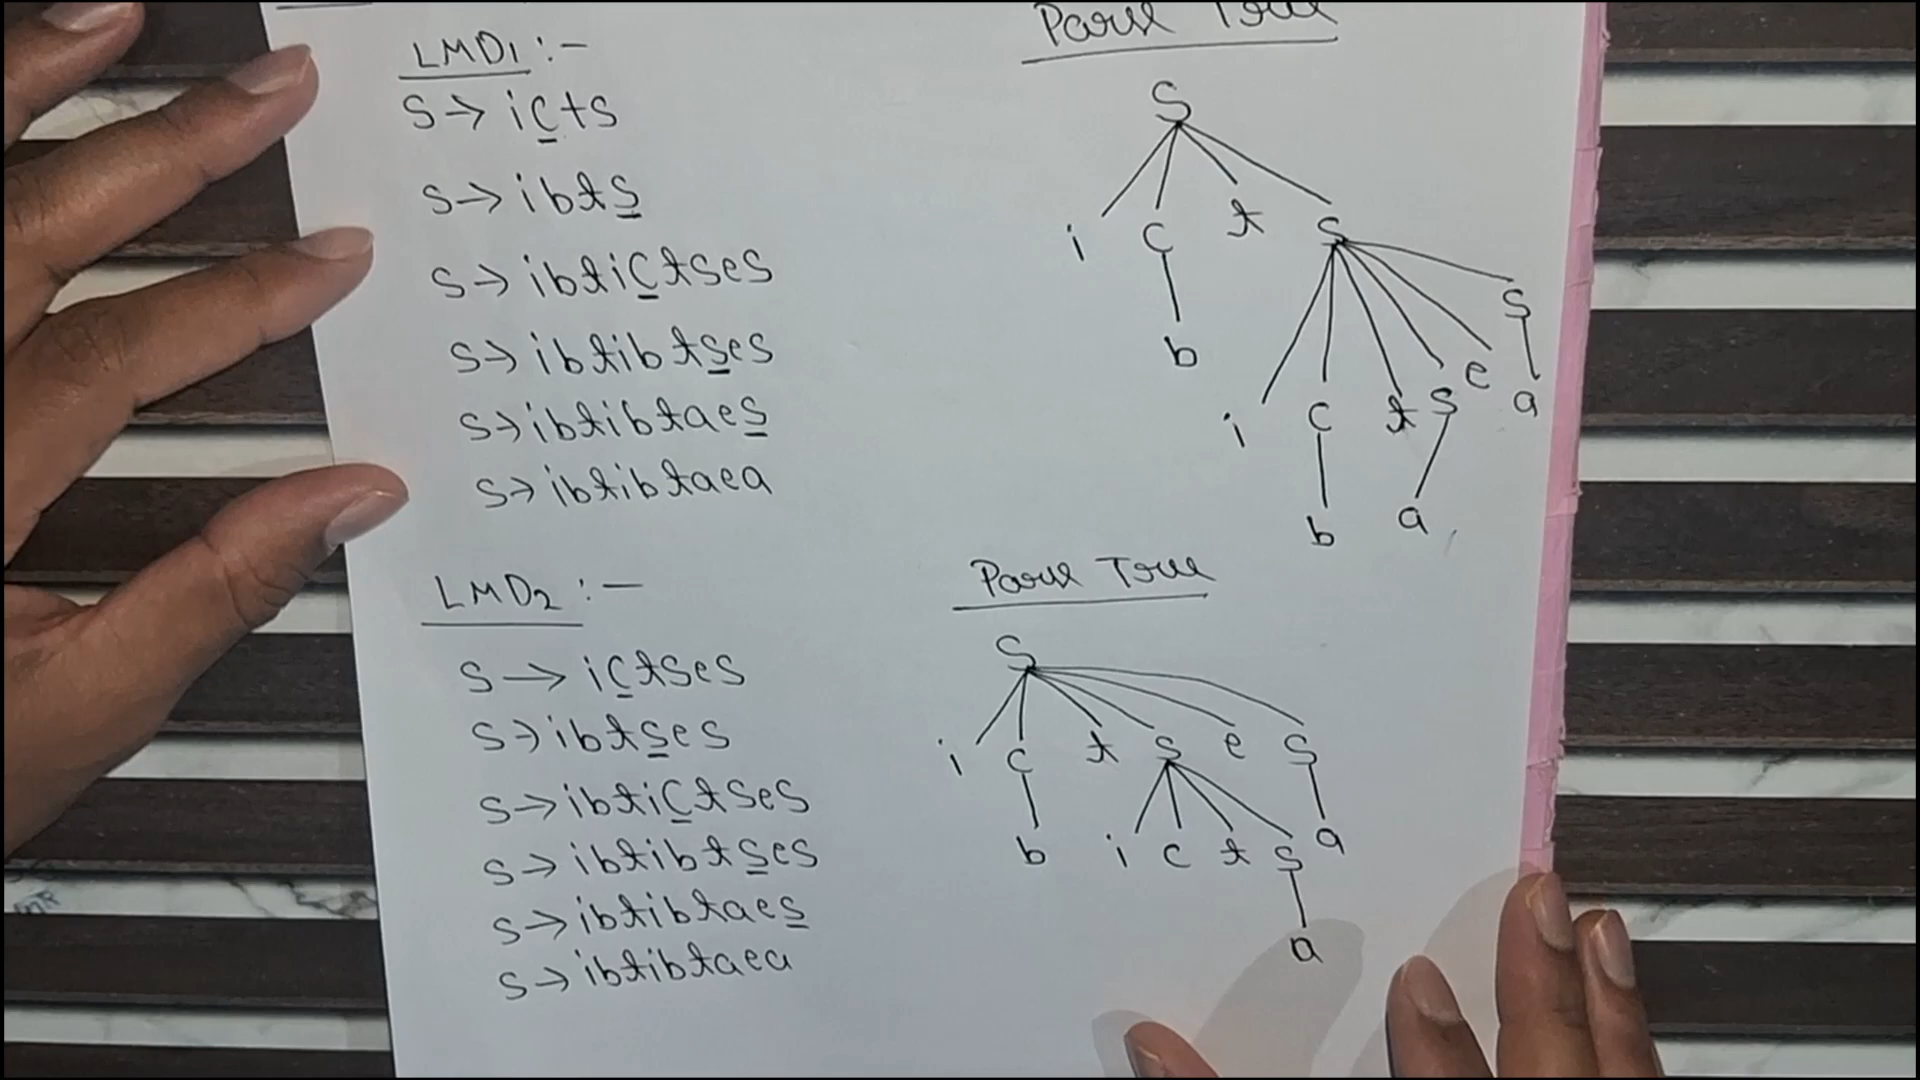 LMD1 :-
S → icts
S → ibts
S → ibtictses
S → ibtibtses
S → ibtibtaes
S → ibtibtaea
Parse Tree
S
i C t S
b
S
i C t S e a
b a
LMD2 :-
S → ictses
S → ibtses
S → ibtictses
S → ibtibtses
S → ibtibtaes
S → ibtibtaea
Parse Tree
S
i C t S e S
b i C t S a
a